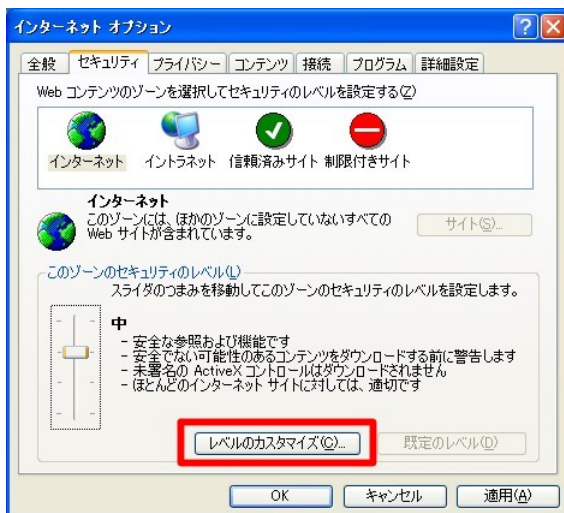 インターネット オプション
全般 セキュリティ プライバシー コンテンツ 接続 プログラム 詳細設定
Web コンテンツのゾーンを選択してセキュリティのレベルを設定する(Z)
インターネット イントラネット 信頼済みサイト 制限付きサイト
インターネット
このゾーンには、ほかのゾーンに設定していないすべての
Web サイトが含まれています。
サイト(S)...
このゾーンのセキュリティのレベル(L)
スライダのつまみを移動してこのゾーンのセキュリティのレベルを設定します。
中
- 安全な参照および機能です
- 安全でない可能性のあるコンテンツをダウンロードする前に警告します
- 未署名の ActiveX コントロールはダウンロードされません
- ほとんどのインターネット サイトに対しては、適切です
レベルのカスタマイズ(C)... 既定のレベル(D)
OK キャンセル 適用(A)